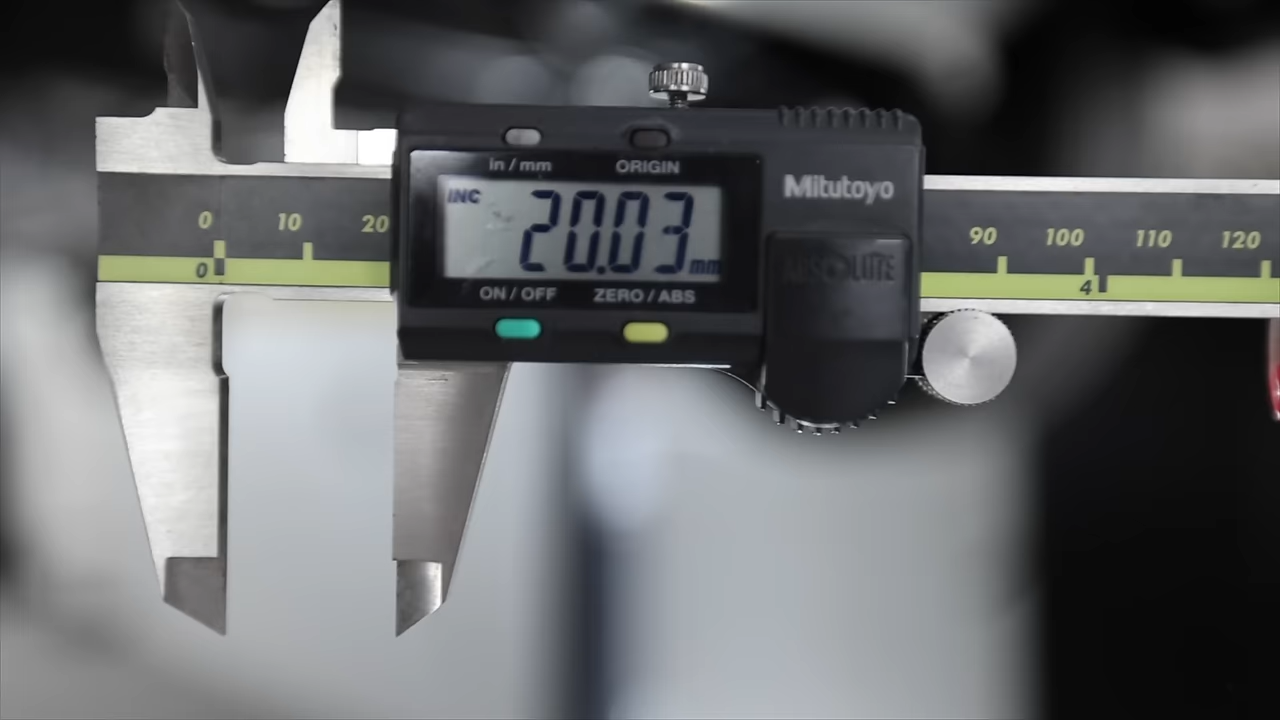 in/mm ORIGIN
INC 20.03 mm
ON/OFF ZERO/ABS
Mitutoyo
ABSOLUTE
0 10 20
0
90 100 110 120
4